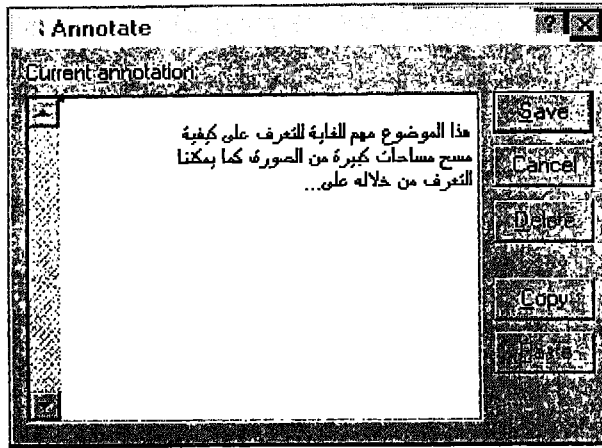 Annotate
Current annotation:
هذا الموضوع مهم للغاية للتعرف على كيفية
مسح مساحات كبيرة من الصورة كما يمكننا
التعرف من خلاله على...
Save
Cancel
Delete
Copy
Paste